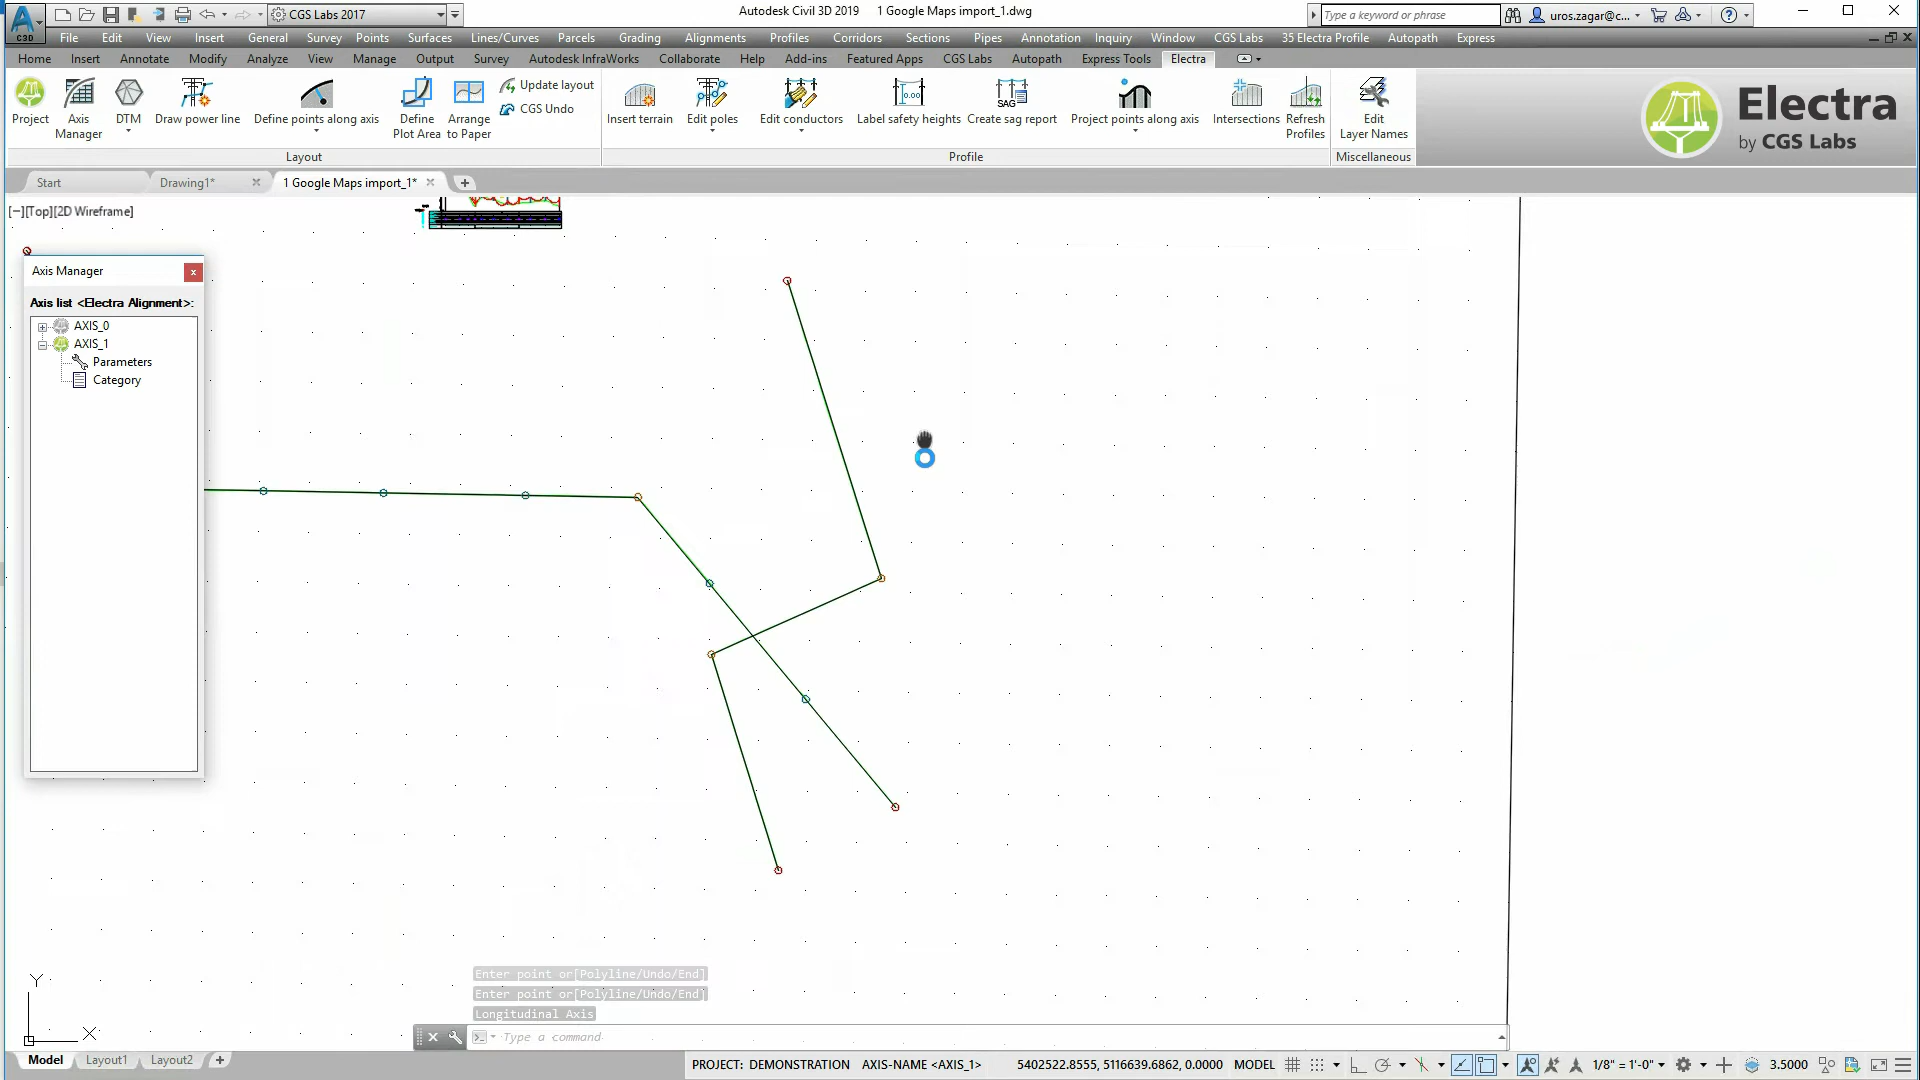 CGS Labs 2017
Autodesk Civil 3D 2019 1 Google Maps import_1.dwg
Type a keyword or phrase
uros.zagar@c...
C3D
File Edit View Insert General Survey Points Surfaces Lines/Curves Parcels Grading Alignments Profiles Corridors Sections Pipes Annotation Inquiry Window CGS Labs 35 Electra Profile Autopath Express
Home Insert Annotate Modify Analyze View Manage Output Survey Autodesk InfraWorks Collaborate Help Add-ins Featured Apps CGS Labs Autopath Express Tools Electra
Project
Axis Manager
DTM
Draw power line
Define points along axis
Define Plot Area
Arrange to Paper
Update layout
CGS Undo
Insert terrain
Edit poles
Edit conductors
Label safety heights
SAG
Create sag report
Project points along axis
Intersections
Refresh Profiles
Edit Layer Names
Layout
Profile
Miscellaneous
Electra
by CGS Labs
Start Drawing1* 1 Google Maps import_1*
[−][Top][2D Wireframe]
Axis Manager
Axis list <Electra Alignment>:
AXIS_0
AXIS_1
Parameters
Category
Enter point or[Polyline/Undo/End]
Enter point or[Polyline/Undo/End]
Longitudinal Axis
Type a command
Y
X
Model Layout1 Layout2
PROJECT: DEMONSTRATION AXIS-NAME <AXIS_1> 5402522.8555, 5116639.6862, 0.0000 MODEL 1/8" = 1'-0" 3.5000